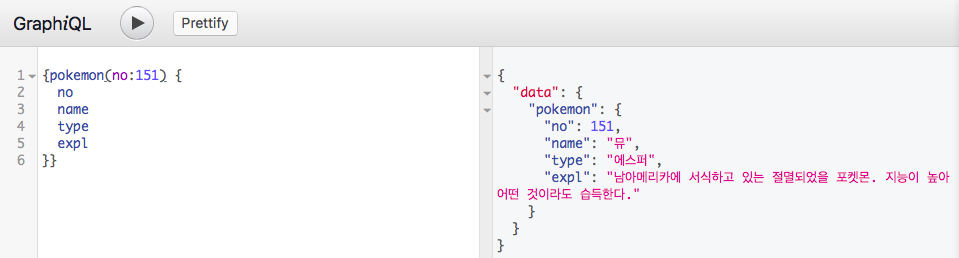 GraphiQL Prettify
1 {pokemon(no:151) {
2 no
3 name
4 type
5 expl
6 }}
{
"data": {
"pokemon": {
"no": 151,
"name": "뮤",
"type": "에스퍼",
"expl": "남아메리카에 서식하고 있는 절멸되었을 포켓몬. 지능이 높아
어떤 것이라도 습득한다."
}
}
}